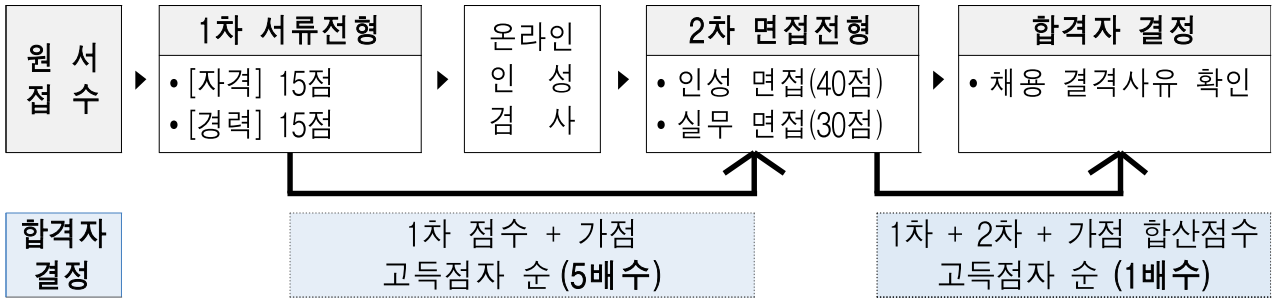 원 서
접 수
1차 서류전형
• [자격] 15점
• [경력] 15점
온라인
인 성
검 사
2차 면접전형
• 인성 면접(40점)
• 실무 면접(30점)
합격자 결정
• 채용 결격사유 확인
합격자
결정
1차 점수 + 가점
고득점자 순 (5배수)
1차 + 2차 + 가점 합산점수
고득점자 순 (1배수)